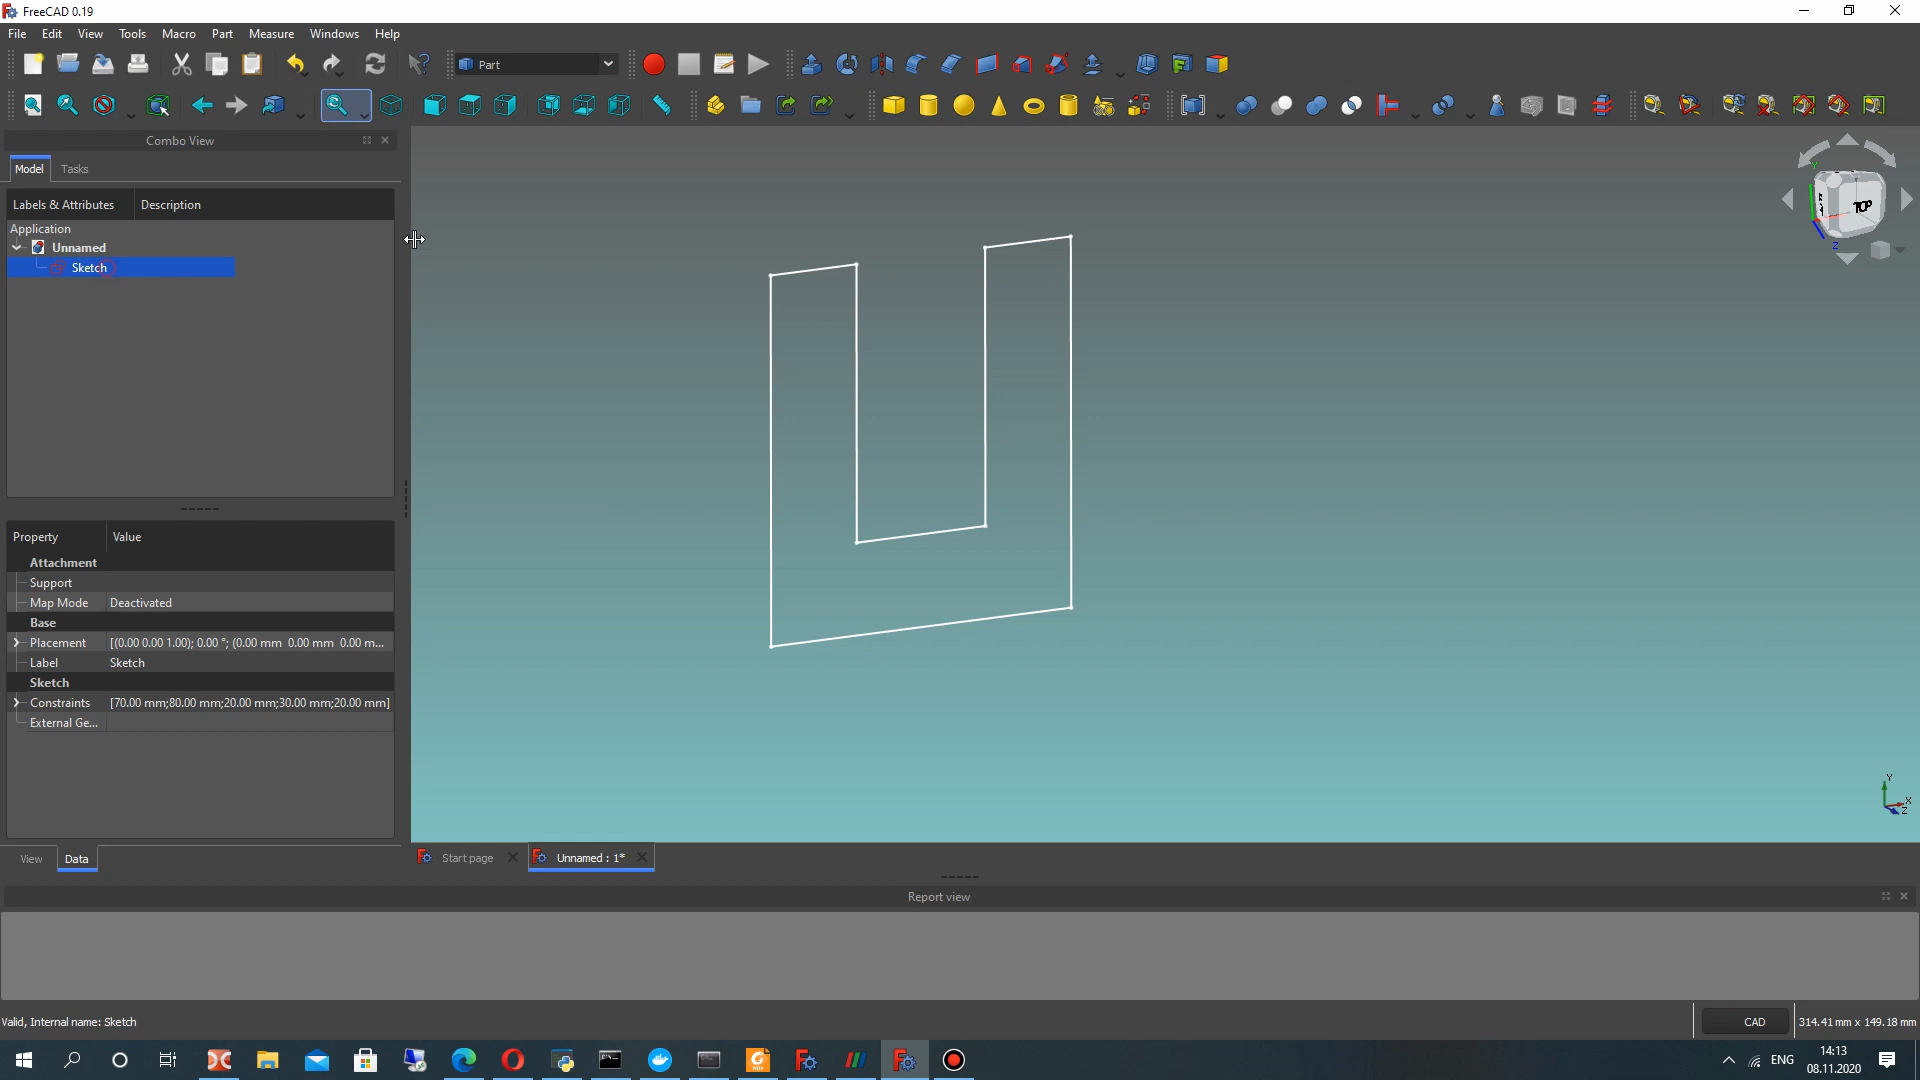 FreeCAD 0.19
File Edit View Tools Macro Part Measure Windows Help
Part
Combo View
Model Tasks
Labels & Attributes Description
Application
Unnamed
Sketch
TOP
Y
Z
Property Value
Attachment
Support
Map Mode Deactivated
Base
Placement [(0.00 0.00 1.00); 0.00 °; (0.00 mm 0.00 mm 0.00 m...
Label Sketch
Sketch
Constraints [70.00 mm;80.00 mm;20.00 mm;30.00 mm;20.00 mm]
External Ge...
Y
X
Z
View Data
Start page Unnamed : 1*
Report view
Valid, Internal name: Sketch
CAD 314.41 mm x 149.18 mm
ENG
14:13
08.11.2020